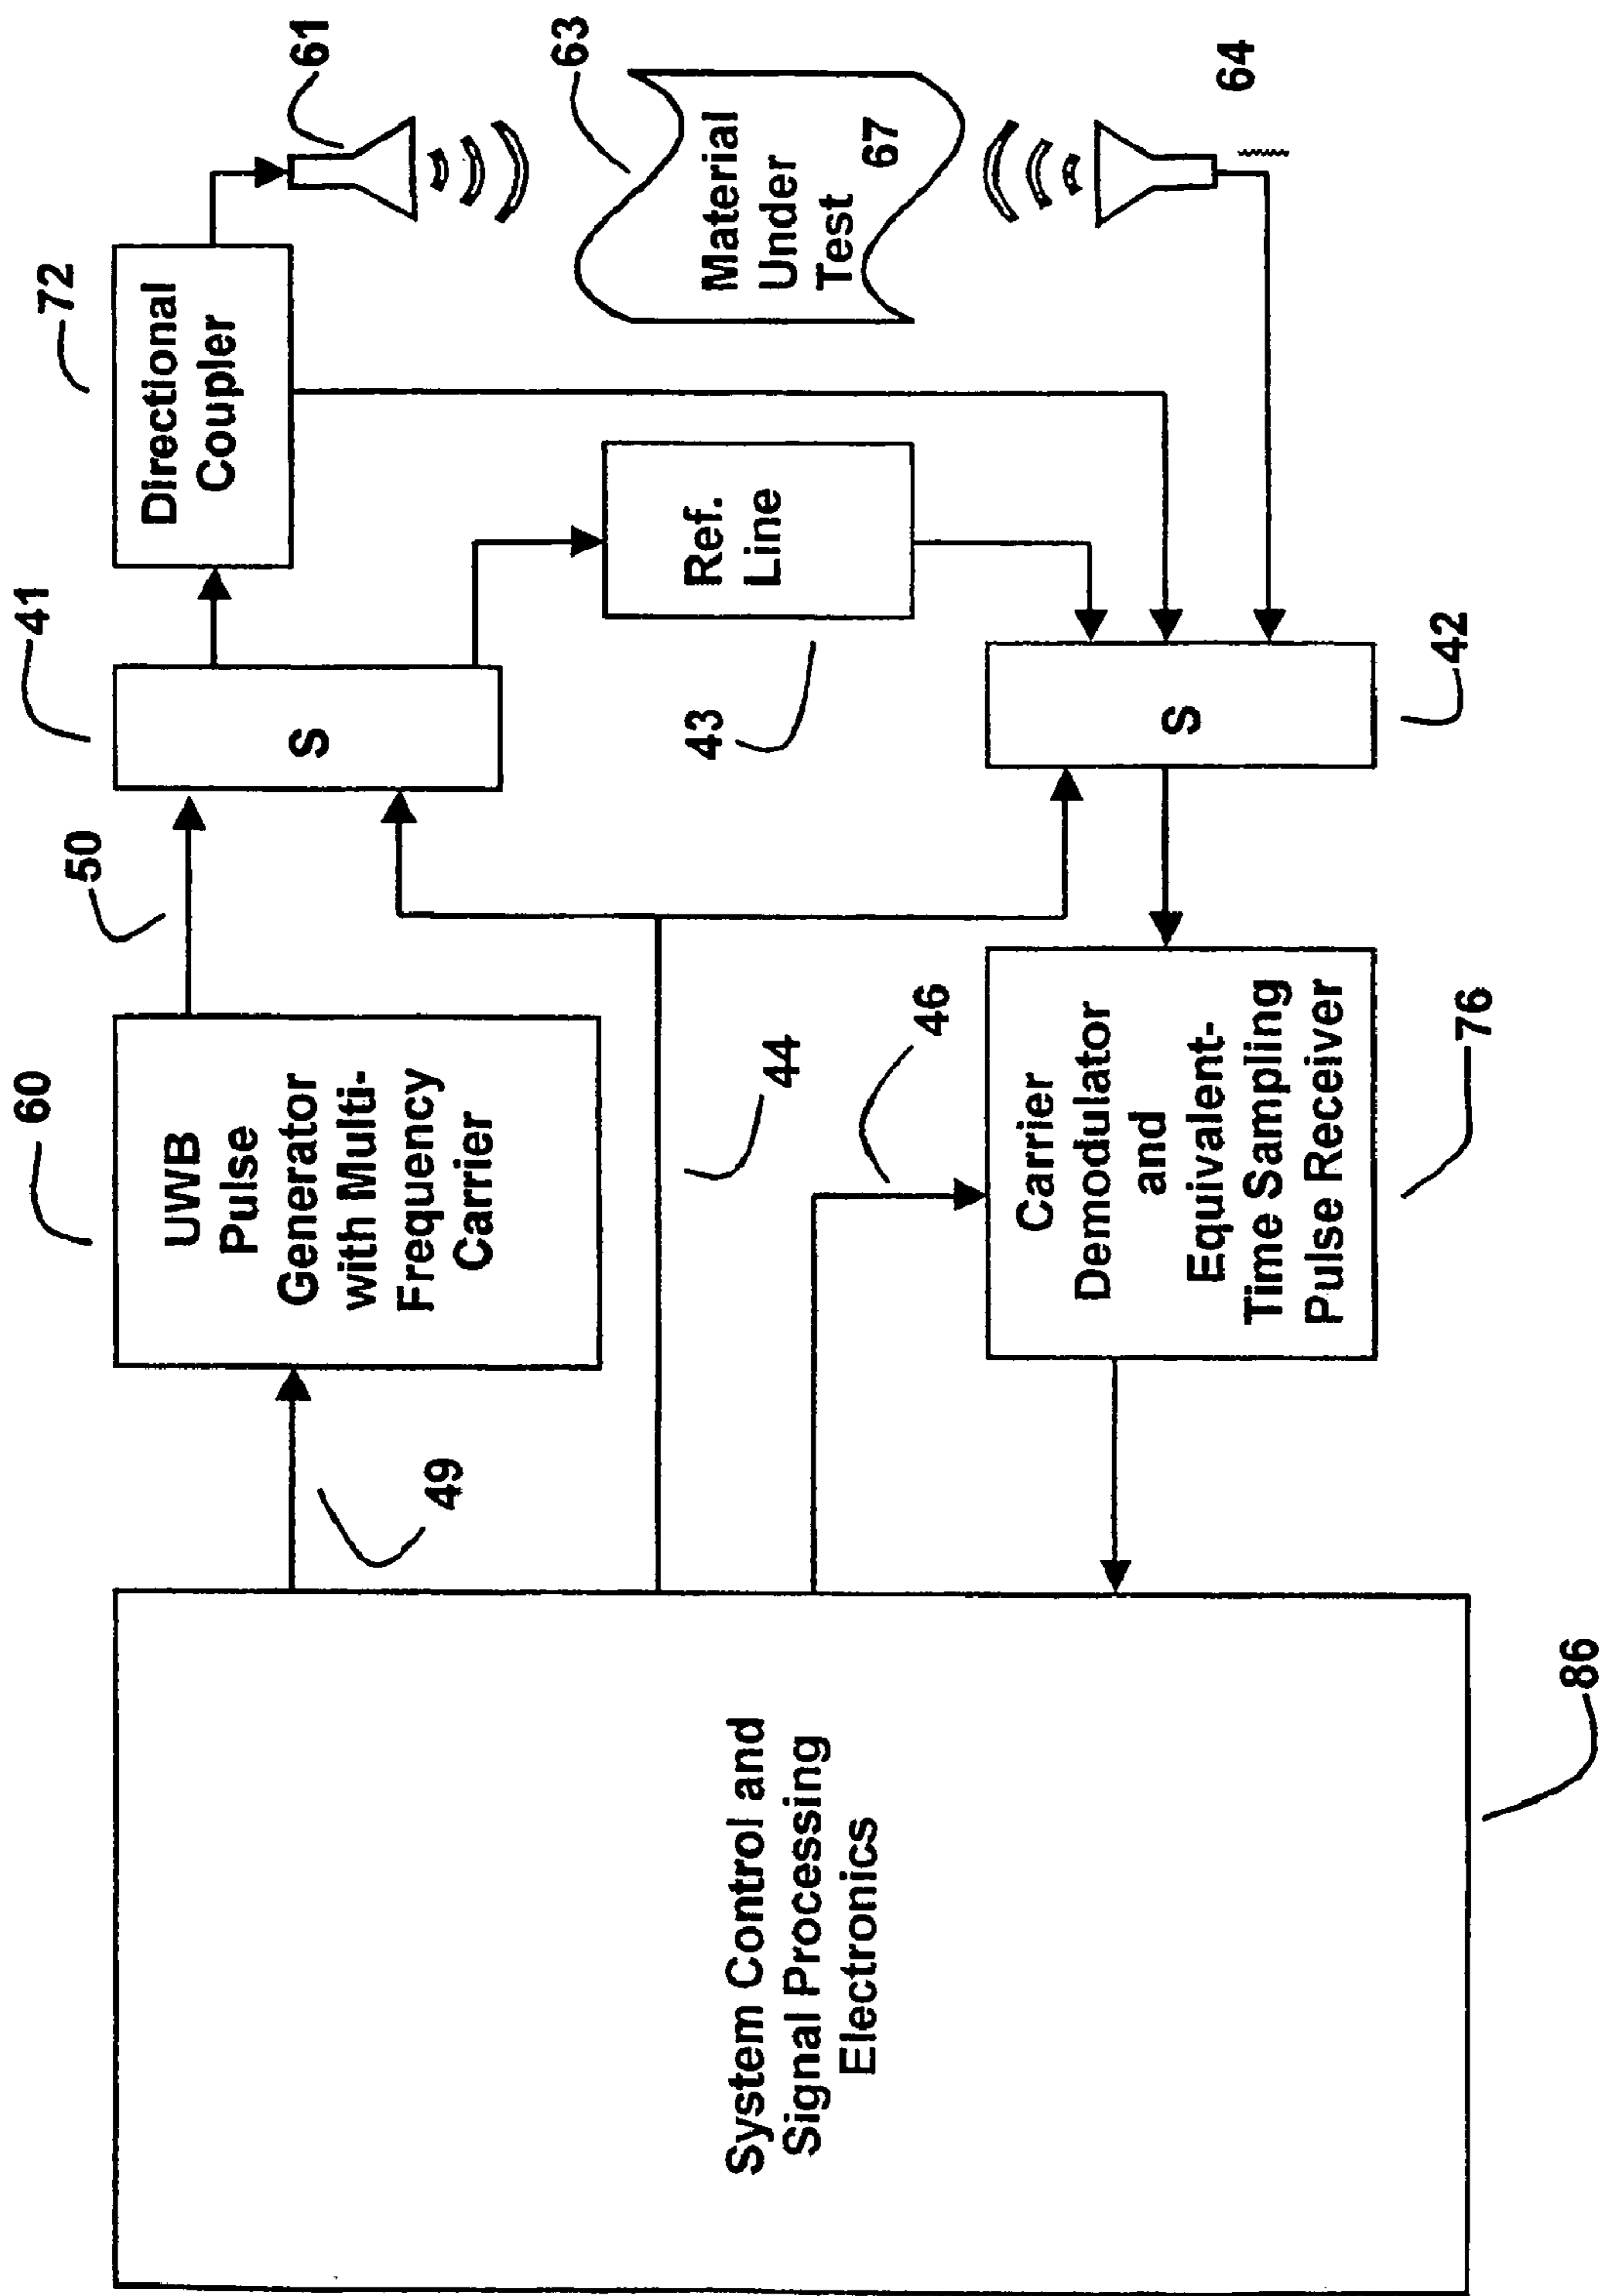 60
UWB
Pulse
Generator
with Multi-
Frequency
Carrier
50
41
S
72
Directional
Coupler
61
63
Material
Under
Test
67
64
Ref.
Line
43
S
42
49
44
46
Carrier
Demodulator
and
Equivalent-
Time Sampling
Pulse Receiver
76
System Control and
Signal Processing
Electronics
86